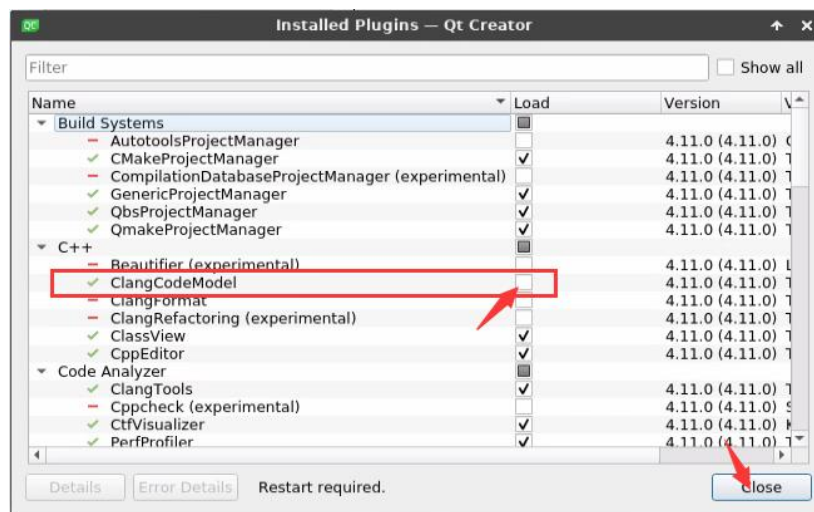 Installed Plugins — Qt Creator
Filter
Show all
Name Load Version
Build Systems
AutotoolsProjectManager 4.11.0 (4.11.0)
CMakeProjectManager 4.11.0 (4.11.0)
CompilationDatabaseProjectManager (experimental) 4.11.0 (4.11.0)
GenericProjectManager 4.11.0 (4.11.0)
QbsProjectManager 4.11.0 (4.11.0)
QmakeProjectManager 4.11.0 (4.11.0)
C++
Beautifier (experimental) 4.11.0 (4.11.0)
ClangCodeModel 4.11.0 (4.11.0)
ClangFormat 4.11.0 (4.11.0)
ClangRefactoring (experimental) 4.11.0 (4.11.0)
ClassView 4.11.0 (4.11.0)
CppEditor 4.11.0 (4.11.0)
Code Analyzer
ClangTools 4.11.0 (4.11.0)
Cppcheck (experimental) 4.11.0 (4.11.0)
CtfVisualizer 4.11.0 (4.11.0)
PerfProfiler 4.11.0 (4.11.0)
Details Error Details Restart required. Close